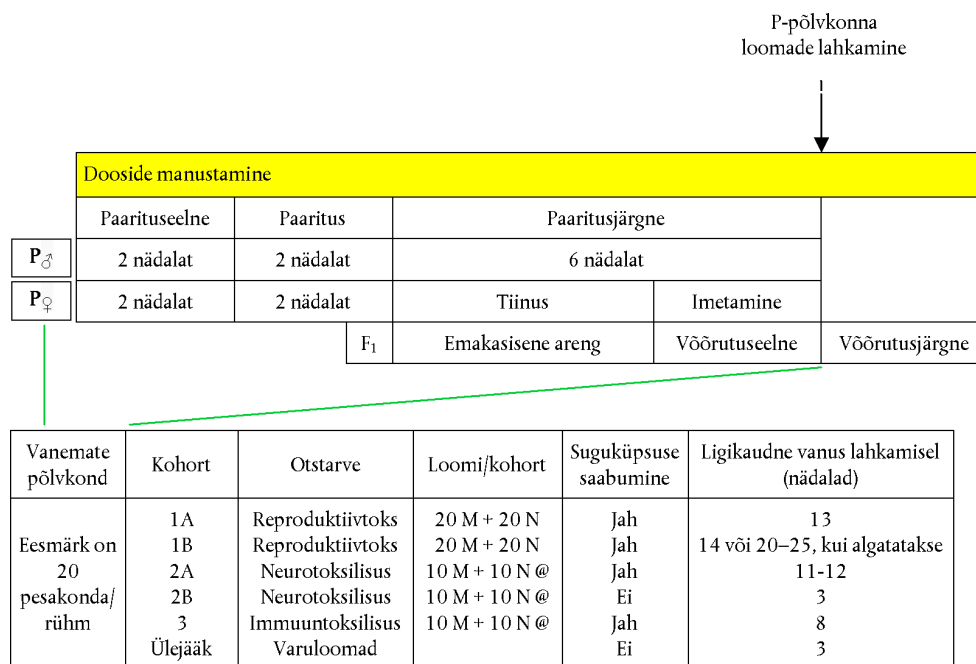 P-põlvkonna
loomade lahkamine
Dooside manustamine
Paarituseelne Paaritus Paaritusjärgne
P♂ 2 nädalat 2 nädalat 6 nädalat
P♀ 2 nädalat 2 nädalat Tiinus Imetamine
F1 Emakasisene areng Võõrutuseelne Võõrutusjärgne
Vanemate põlvkond Kohort Otstarve Loomi/kohort Suguküpsuse saabumine Ligikaudne vanus lahkamisel (nädalad)
Eesmärk on 20 pesakonda/ rühm
1A Reproduktiivtoks 20 M + 20 N Jah 13
1B Reproduktiivtoks 20 M + 20 N Jah 14 või 20–25, kui algatatakse
2A Neurotoksilisus 10 M + 10 N @ Jah 11-12
2B Neurotoksilisus 10 M + 10 N @ Ei 3
3 Immuuntoksilisus 10 M + 10 N @ Jah 8
Ülejääk Varuloomad Ei 3